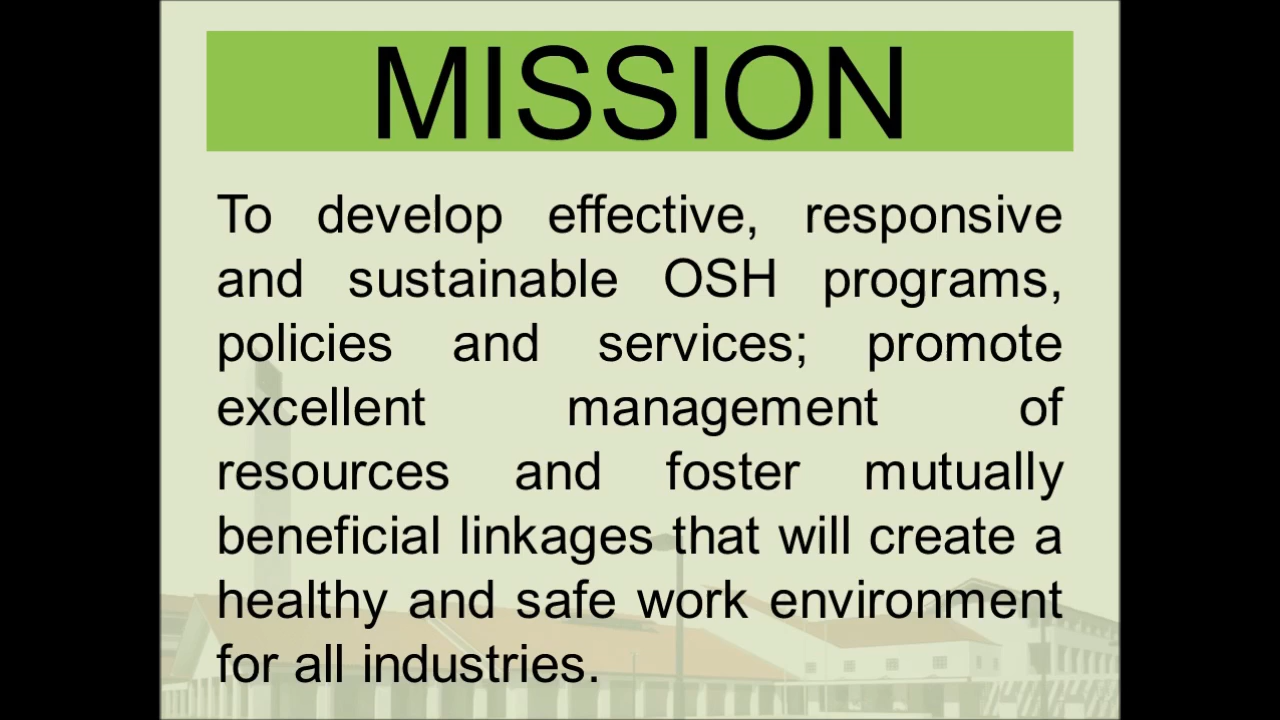 MISSION
To develop effective, responsive
and sustainable OSH programs,
policies and services; promote
excellent management of
resources and foster mutually
beneficial linkages that will create a
healthy and safe work environment
for all industries.